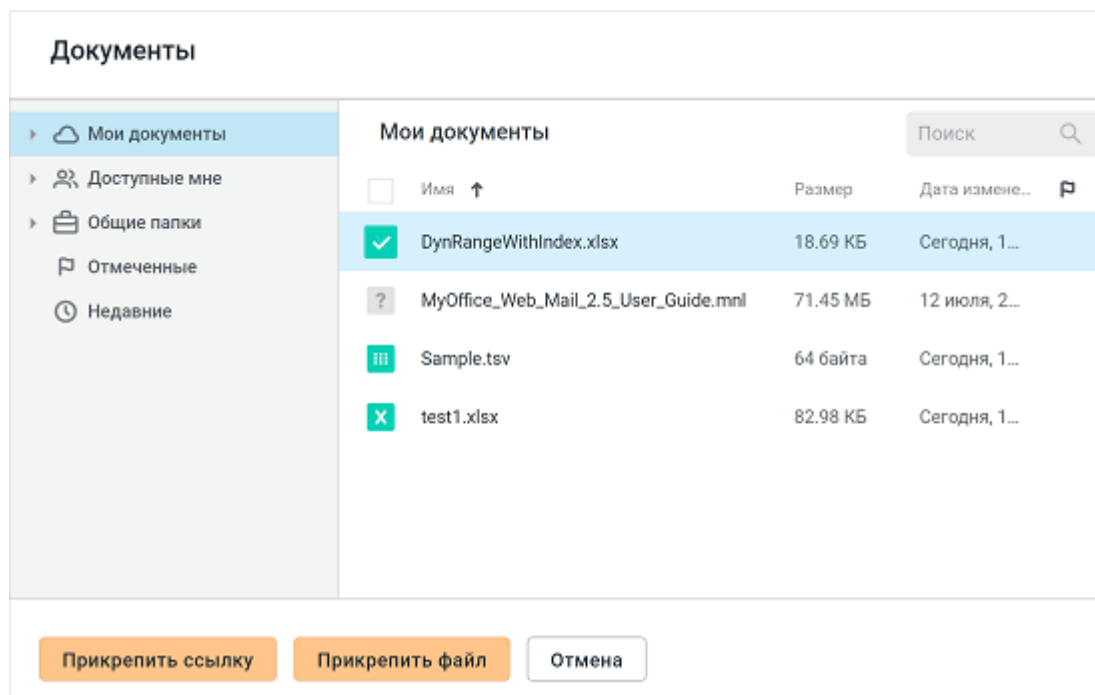 Документы
Мои документы
Доступные мне
Общие папки
Отмеченные
Недавние
Мои документы
Поиск
Имя Размер Дата измене...
DynRangeWithIndex.xlsx 18.69 КБ Сегодня, 1...
MyOffice_Web_Mail_2.5_User_Guide.mnl 71.45 МБ 12 июля, 2...
Sample.tsv 64 байта Сегодня, 1...
test1.xlsx 82.98 КБ Сегодня, 1...
Прикрепить ссылку Прикрепить файл Отмена